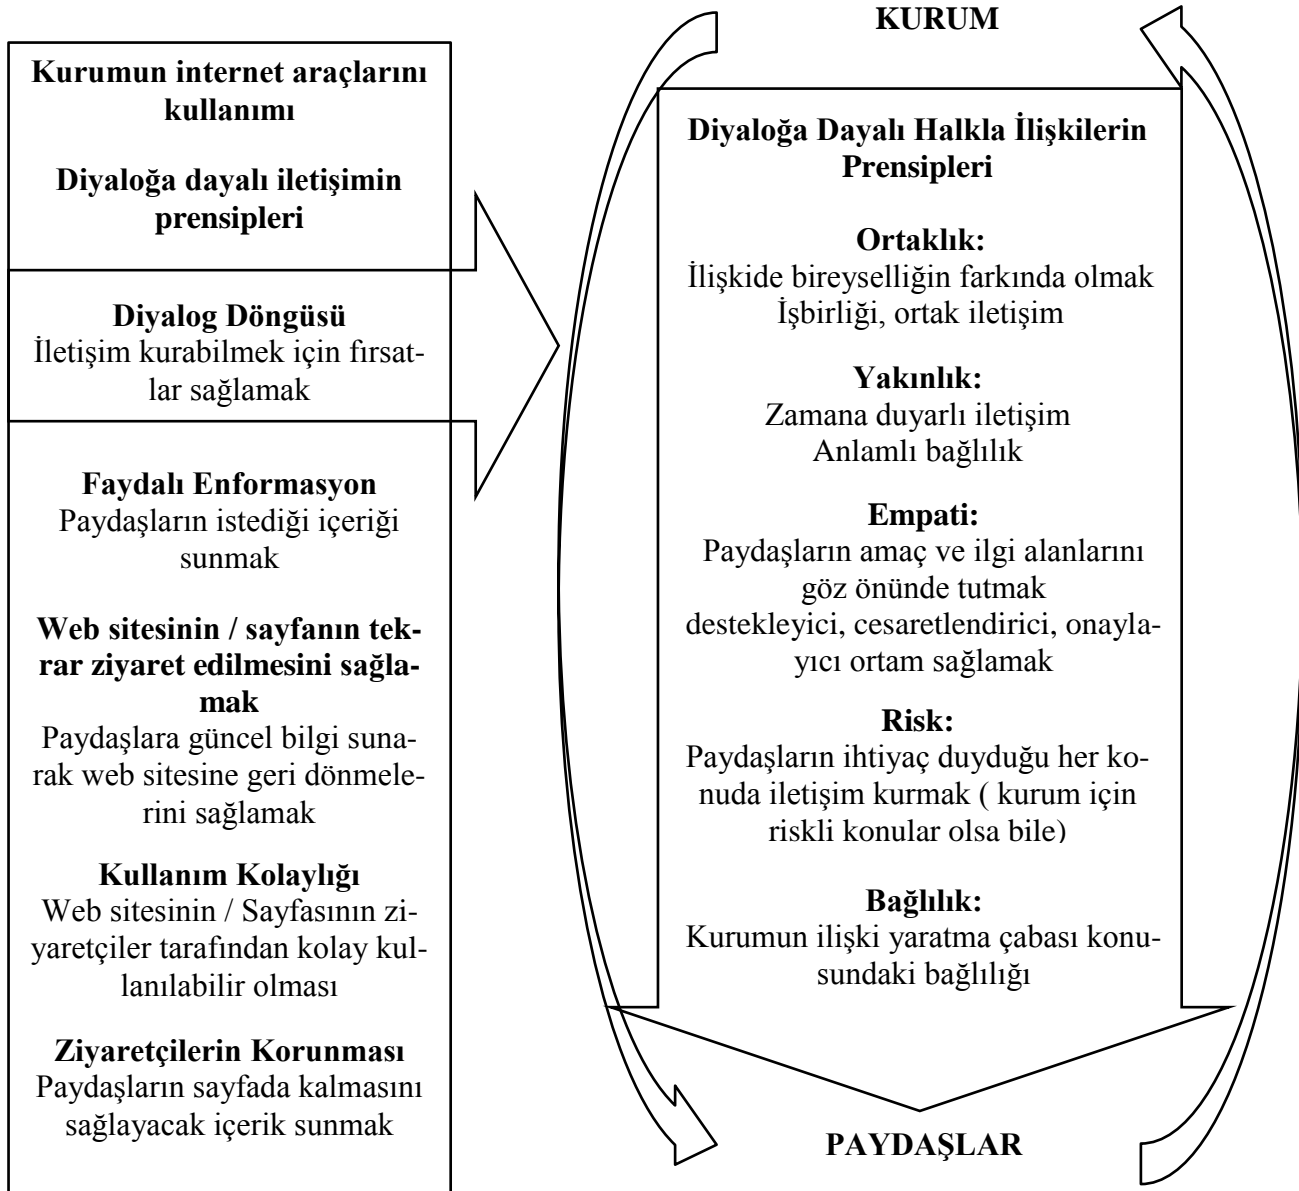 Kurumun internet araçlarını
kullanımı
Diyaloğa dayalı iletişimin
prensipleri
Diyalog Döngüsü
İletişim kurabilmek için fırsat-
lar sağlamak
Faydalı Enformasyon
Paydaşların istediği içeriği
sunmak
Web sitesinin / sayfanın tek-
rar ziyaret edilmesini sağla-
mak
Paydaşlara güncel bilgi suna-
rak web sitesine geri dönmele-
rini sağlamak
Kullanım Kolaylığı
Web sitesinin / Sayfasının zi-
yaretçiler tarafından kolay kul-
lanılabilir olması
Ziyaretçilerin Korunması
Paydaşların sayfada kalmasını
sağlayacak içerik sunmak
KURUM
Diyaloğa Dayalı Halkla İlişkilerin
Prensipleri
Ortaklık:
İlişkide bireyselliğin farkında olmak
İşbirliği, ortak iletişim
Yakınlık:
Zamana duyarlı iletişim
Anlamlı bağlılık
Empati:
Paydaşların amaç ve ilgi alanlarını
göz önünde tutmak
destekleyici, cesaretlendirici, onayla-
yıcı ortam sağlamak
Risk:
Paydaşların ihtiyaç duyduğu her ko-
nuda iletişim kurmak ( kurum için
riskli konular olsa bile)
Bağlılık:
Kurumun ilişki yaratma çabası konu-
sundaki bağlılığı
PAYDAŞLAR